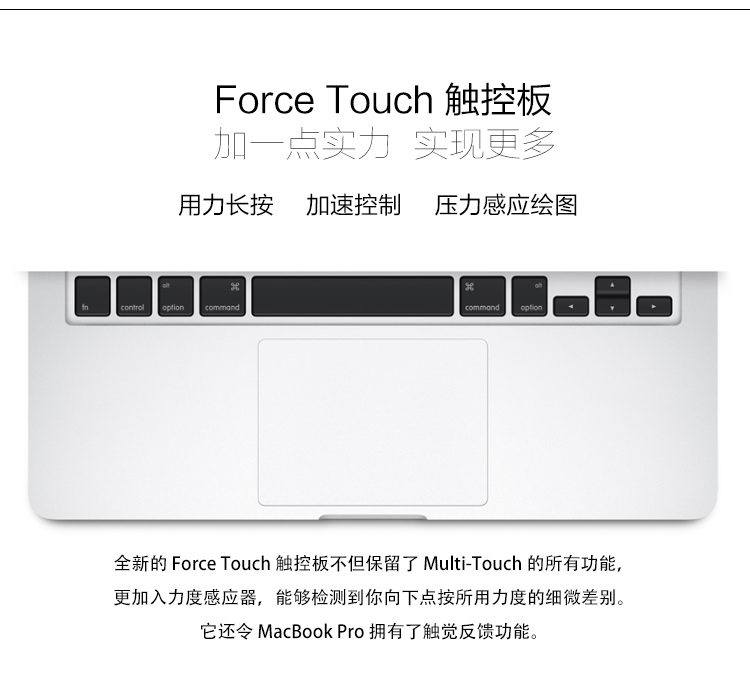 Force Touch 触控板
加一点实力 实现更多
用力长按 加速控制 压力感应绘图
fn control alt option ⌘ command ⌘ command alt option ◄ ▲ ▼ ►
全新的 Force Touch 触控板不但保留了 Multi-Touch 的所有功能，
更加入力度感应器，能够检测到你向下点按所用力度的细微差别。
它还令 MacBook Pro 拥有了触觉反馈功能。